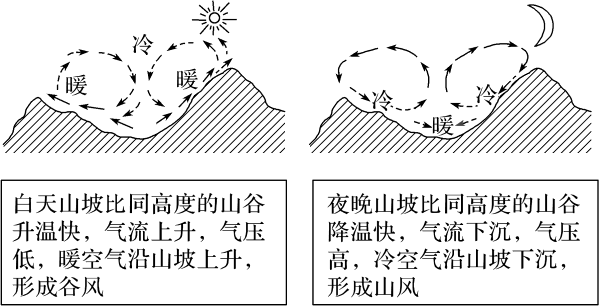 冷
暖
暖
冷
冷
暖
白天山坡比同高度的山谷
升温快，气流上升，气压
低，暖空气沿山坡上升，
形成谷风
夜晚山坡比同高度的山谷
降温快，气流下沉，气压
高，冷空气沿山坡下沉，
形成山风